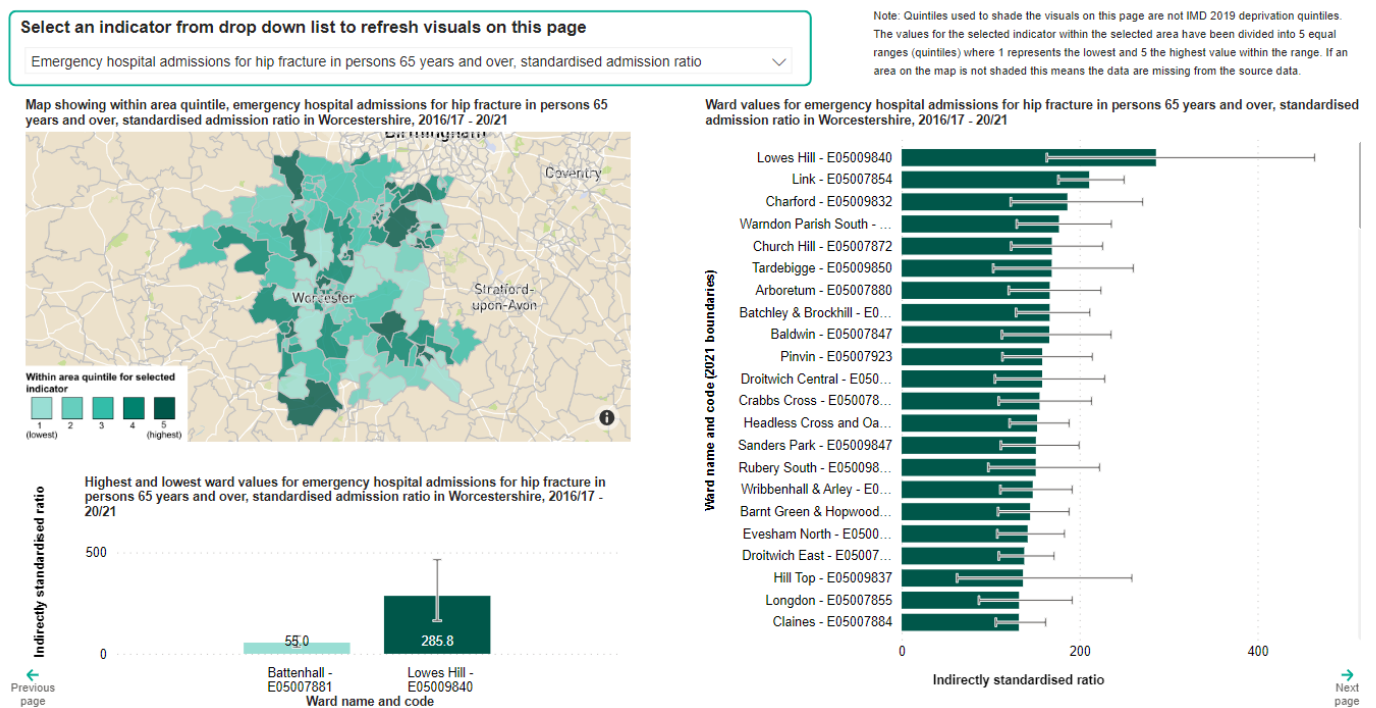 Select an indicator from drop down list to refresh visuals on this page
Emergency hospital admissions for hip fracture in persons 65 years and over, standardised admission ratio
Note: Quintiles used to shade the visuals on this page are not IMD 2019 deprivation quintiles.
The values for the selected indicator within the selected area have been divided into 5 equal
ranges (quintiles) where 1 represents the lowest and 5 the highest value within the range. If an
area on the map is not shaded this means the data are missing from the source data.
Map showing within area quintile, emergency hospital admissions for hip fracture in persons 65
years and over, standardised admission ratio in Worcestershire, 2016/17 - 20/21
Birmingham
Coventry
Worcester
Stratford-
upon-Avon
Within area quintile for selected
indicator
1 2 3 4 5
(lowest) (highest)
Highest and lowest ward values for emergency hospital admissions for hip fracture in
persons 65 years and over, standardised admission ratio in Worcestershire, 2016/17 -
20/21
Indirectly standardised ratio
500
0
55.0
285.8
Battenhall -
E05007881
Lowes Hill -
E05009840
Ward name and code
Previous
page
Ward values for emergency hospital admissions for hip fracture in persons 65 years and over, standardised
admission ratio in Worcestershire, 2016/17 - 20/21
Ward name and code (2021 boundaries)
Lowes Hill - E05009840
Link - E05007854
Charford - E05009832
Warndon Parish South - ...
Church Hill - E05007872
Tardebigge - E05009850
Arboretum - E05007880
Batchley & Brockhill - E0...
Baldwin - E05007847
Pinvin - E05007923
Droitwich Central - E050...
Crabbs Cross - E050078...
Headless Cross and Oa...
Sanders Park - E05009847
Rubery South - E050098...
Wribbenhall & Arley - E0...
Barnt Green & Hopwood...
Evesham North - E0500...
Droitwich East - E05007...
Hill Top - E05009837
Longdon - E05007855
Claines - E05007884
0 200 400
Indirectly standardised ratio
Next
page